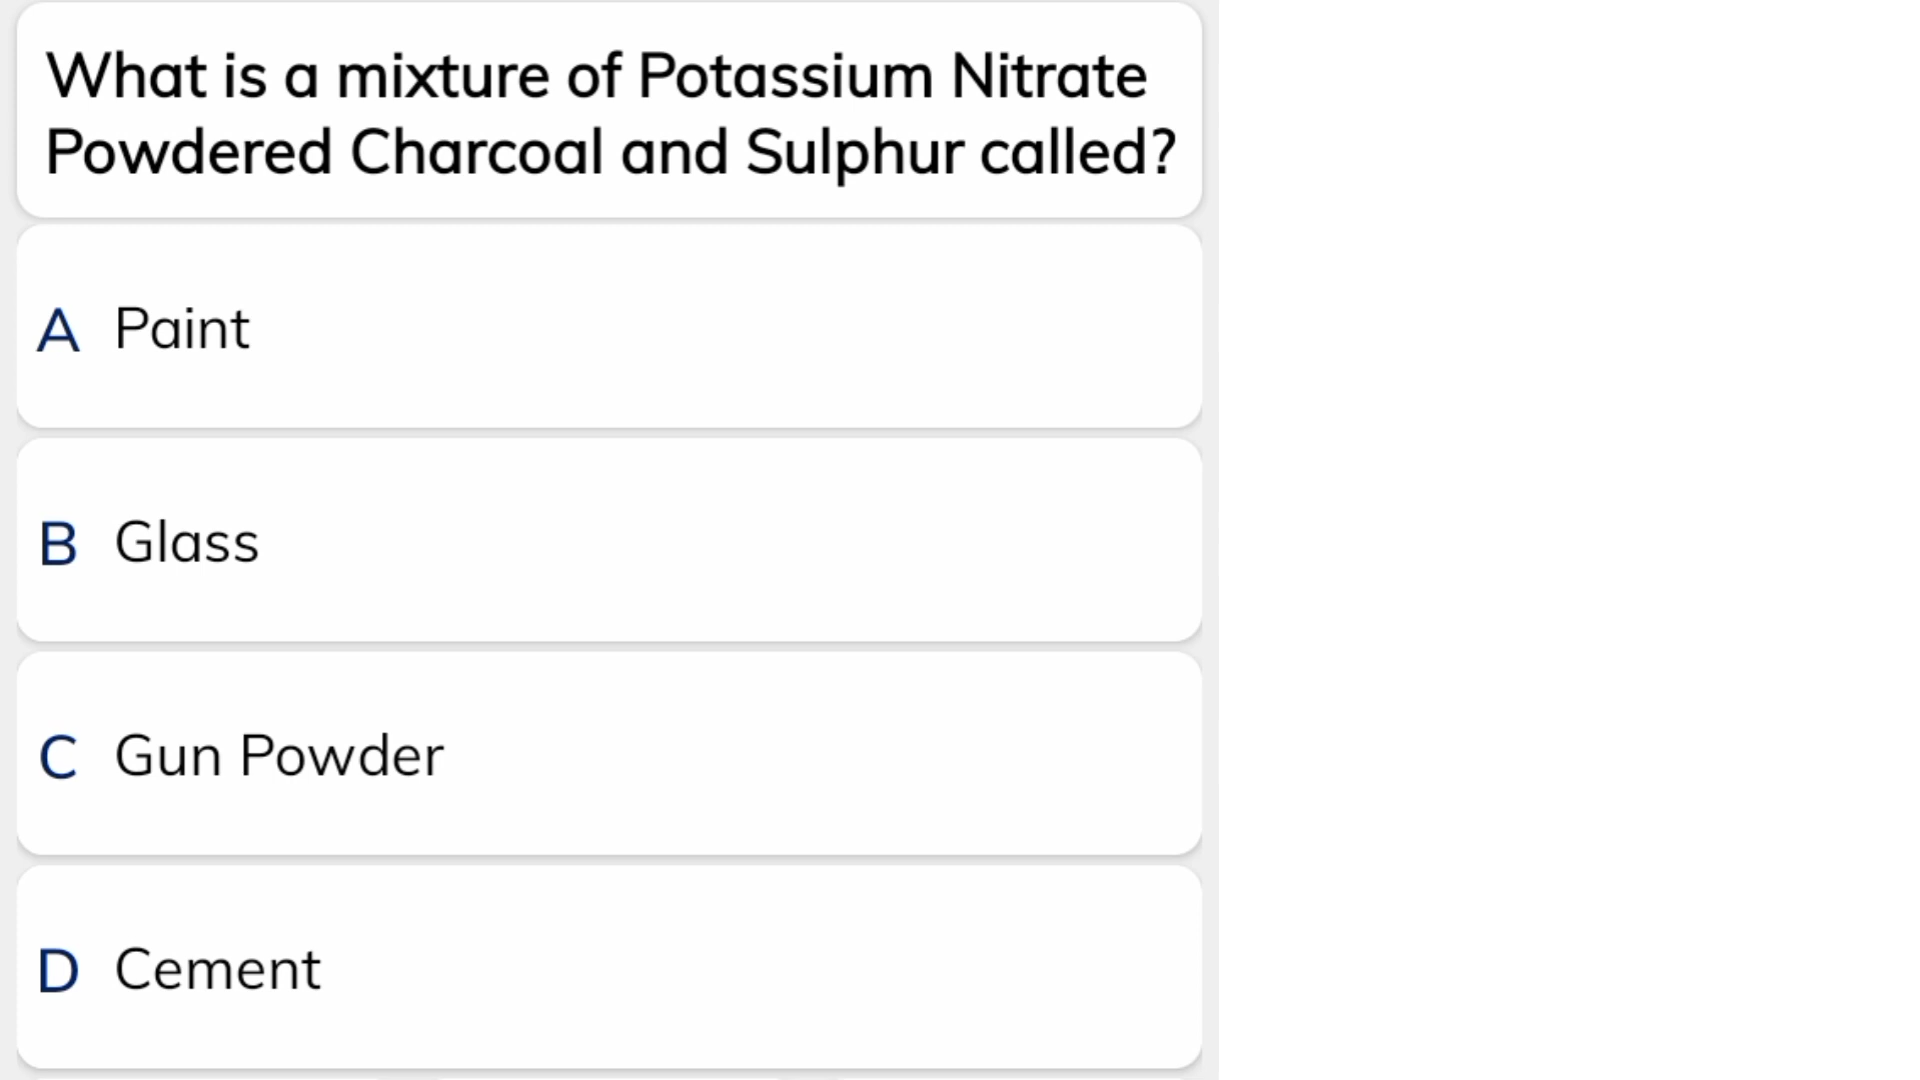 What is a mixture of Potassium Nitrate
Powdered Charcoal and Sulphur called?
A Paint
B Glass
C Gun Powder
D Cement